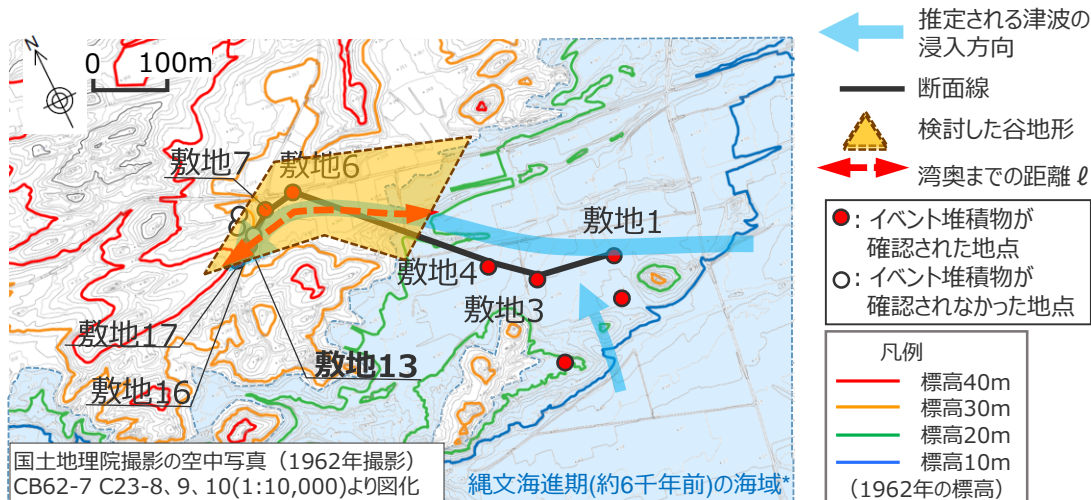 N
0 100m
敷地7
敷地6
敷地1
敷地4
敷地3
敷地17
敷地13
敷地16
国土地理院撮影の空中写真（1962年撮影）
CB62-7 C23-8、9、10(1:10,000)より図化
縄文海進期(約6千年前)の海域*
推定される津波の
浸入方向
断面線
検討した谷地形
湾奥までの距離ℓ
：イベント堆積物が
確認された地点
：イベント堆積物が
確認されなかった地点
凡例
標高40m
標高30m
標高20m
標高10m
（1962年の標高）